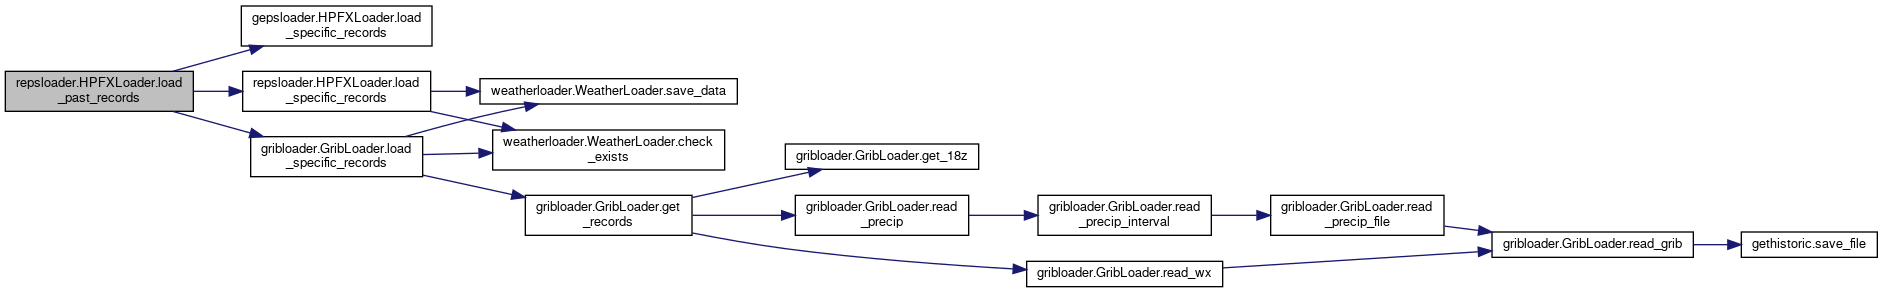 gepsloader.HPFXLoader.load
_specific_records
repsloader.HPFXLoader.load
_past_records
repsloader.HPFXLoader.load
_specific_records
weatherloader.WeatherLoader.save_data
gribloader.GribLoader.load
_specific_records
weatherloader.WeatherLoader.check
_exists
gribloader.GribLoader.get_18z
gribloader.GribLoader.get
_records
gribloader.GribLoader.read
_precip
gribloader.GribLoader.read
_precip_interval
gribloader.GribLoader.read
_precip_file
gribloader.GribLoader.read_grib
gethistoric.save_file
gribloader.GribLoader.read_wx